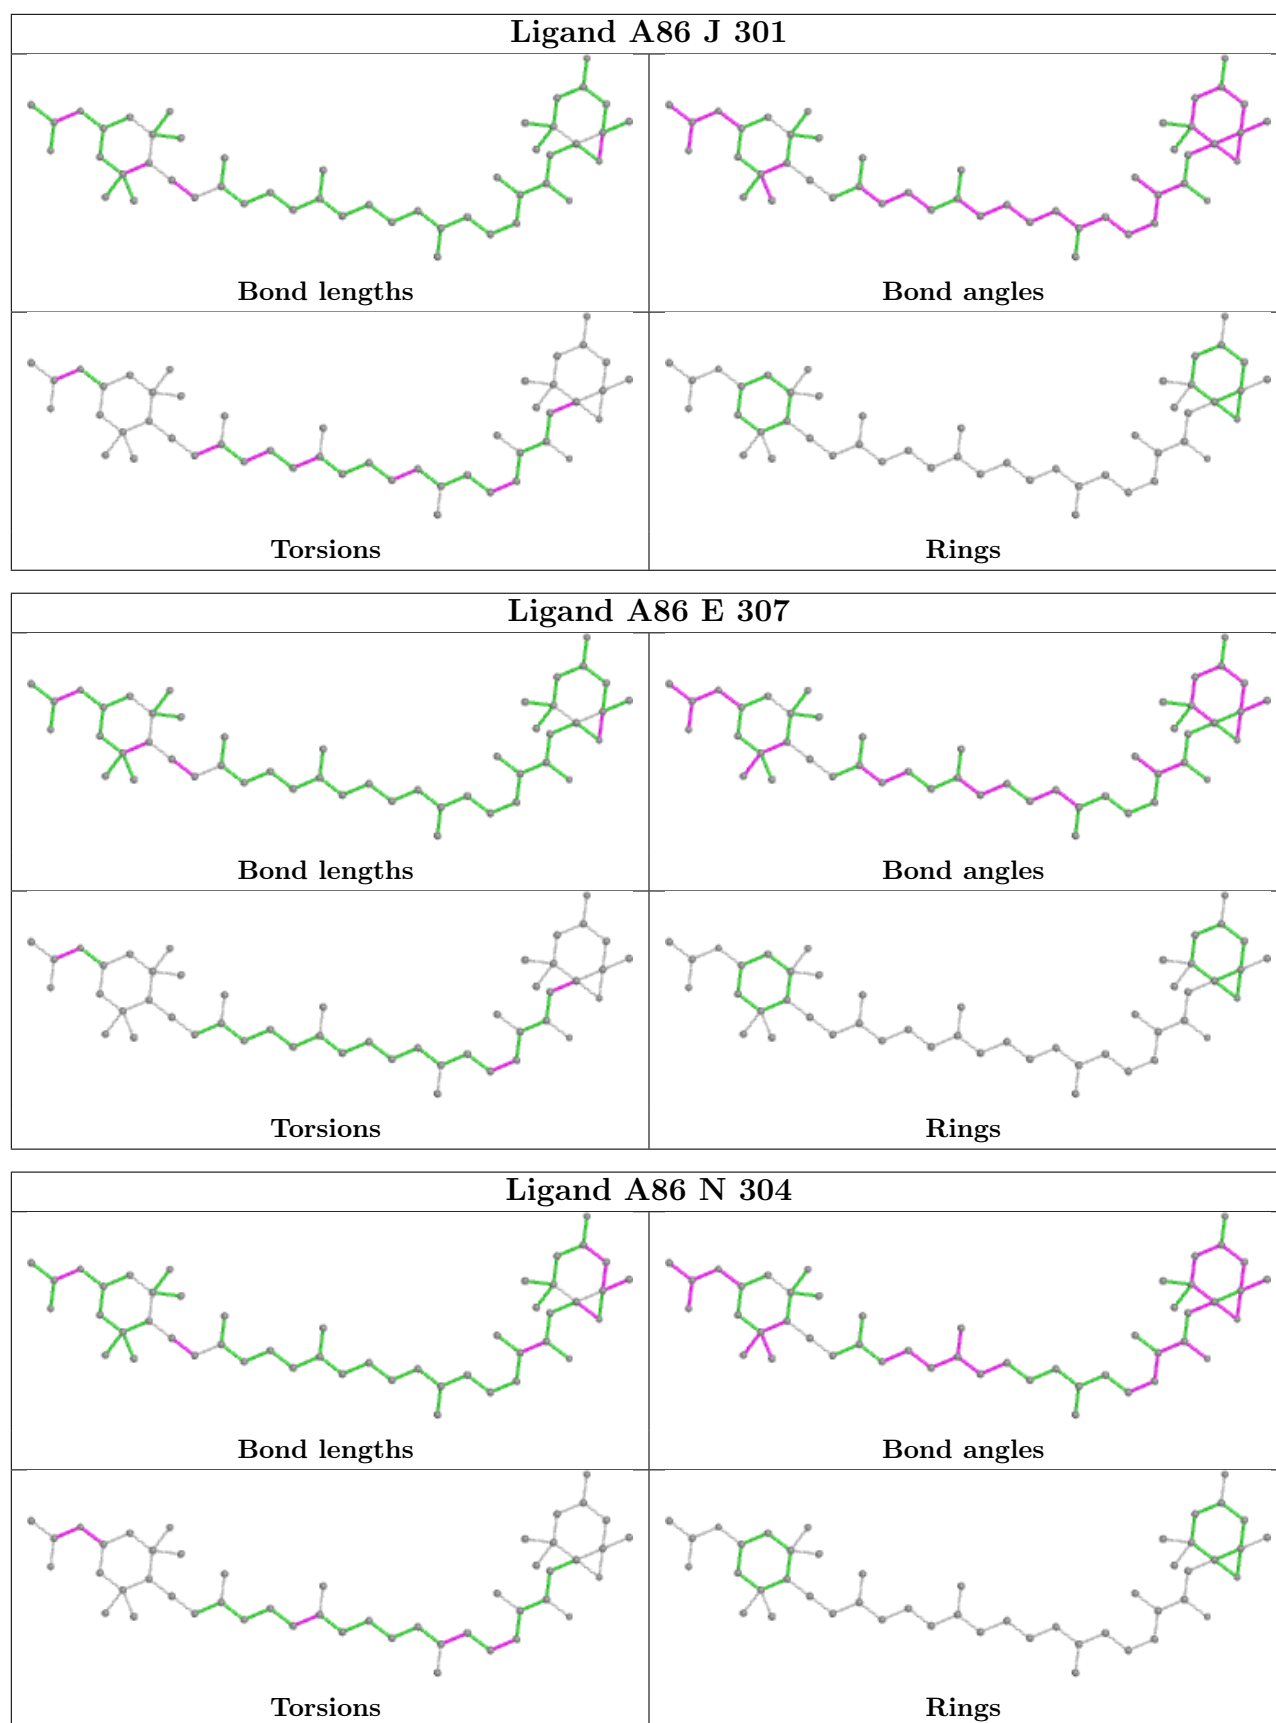 Ligand A86 J 301
Bond lengths
Bond angles
Torsions
Rings
Ligand A86 E 307
Bond lengths
Bond angles
Torsions
Rings
Ligand A86 N 304
Bond lengths
Bond angles
Torsions
Rings